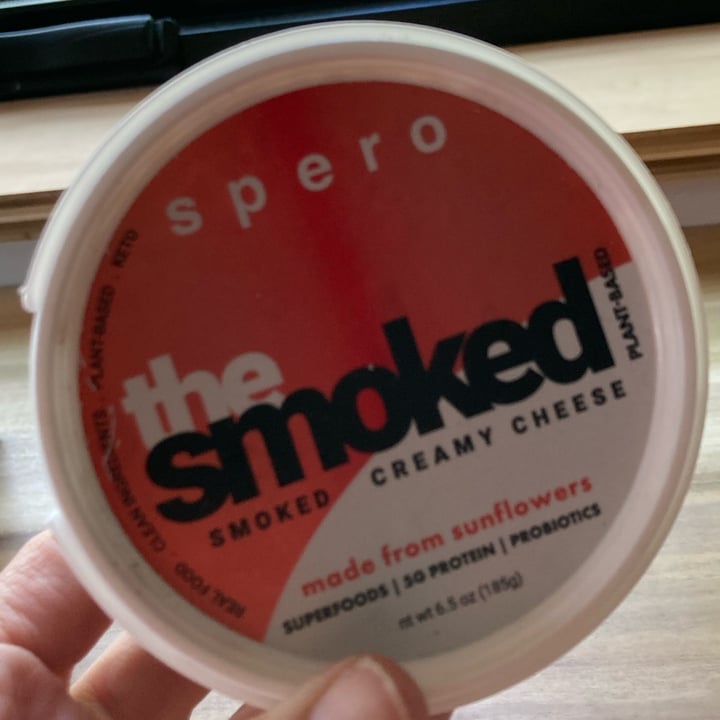 spero
the
smoked
PLANT-BASED
SMOKED CREAMY CHEESE
made from sunflowers
SUPERFOODS | 5G PROTEIN | PROBIOTICS
nt wt 6.5 oz (185g)
REAL FOOD · CLEAN INGREDIENTS · PLANT-BASED · KETO